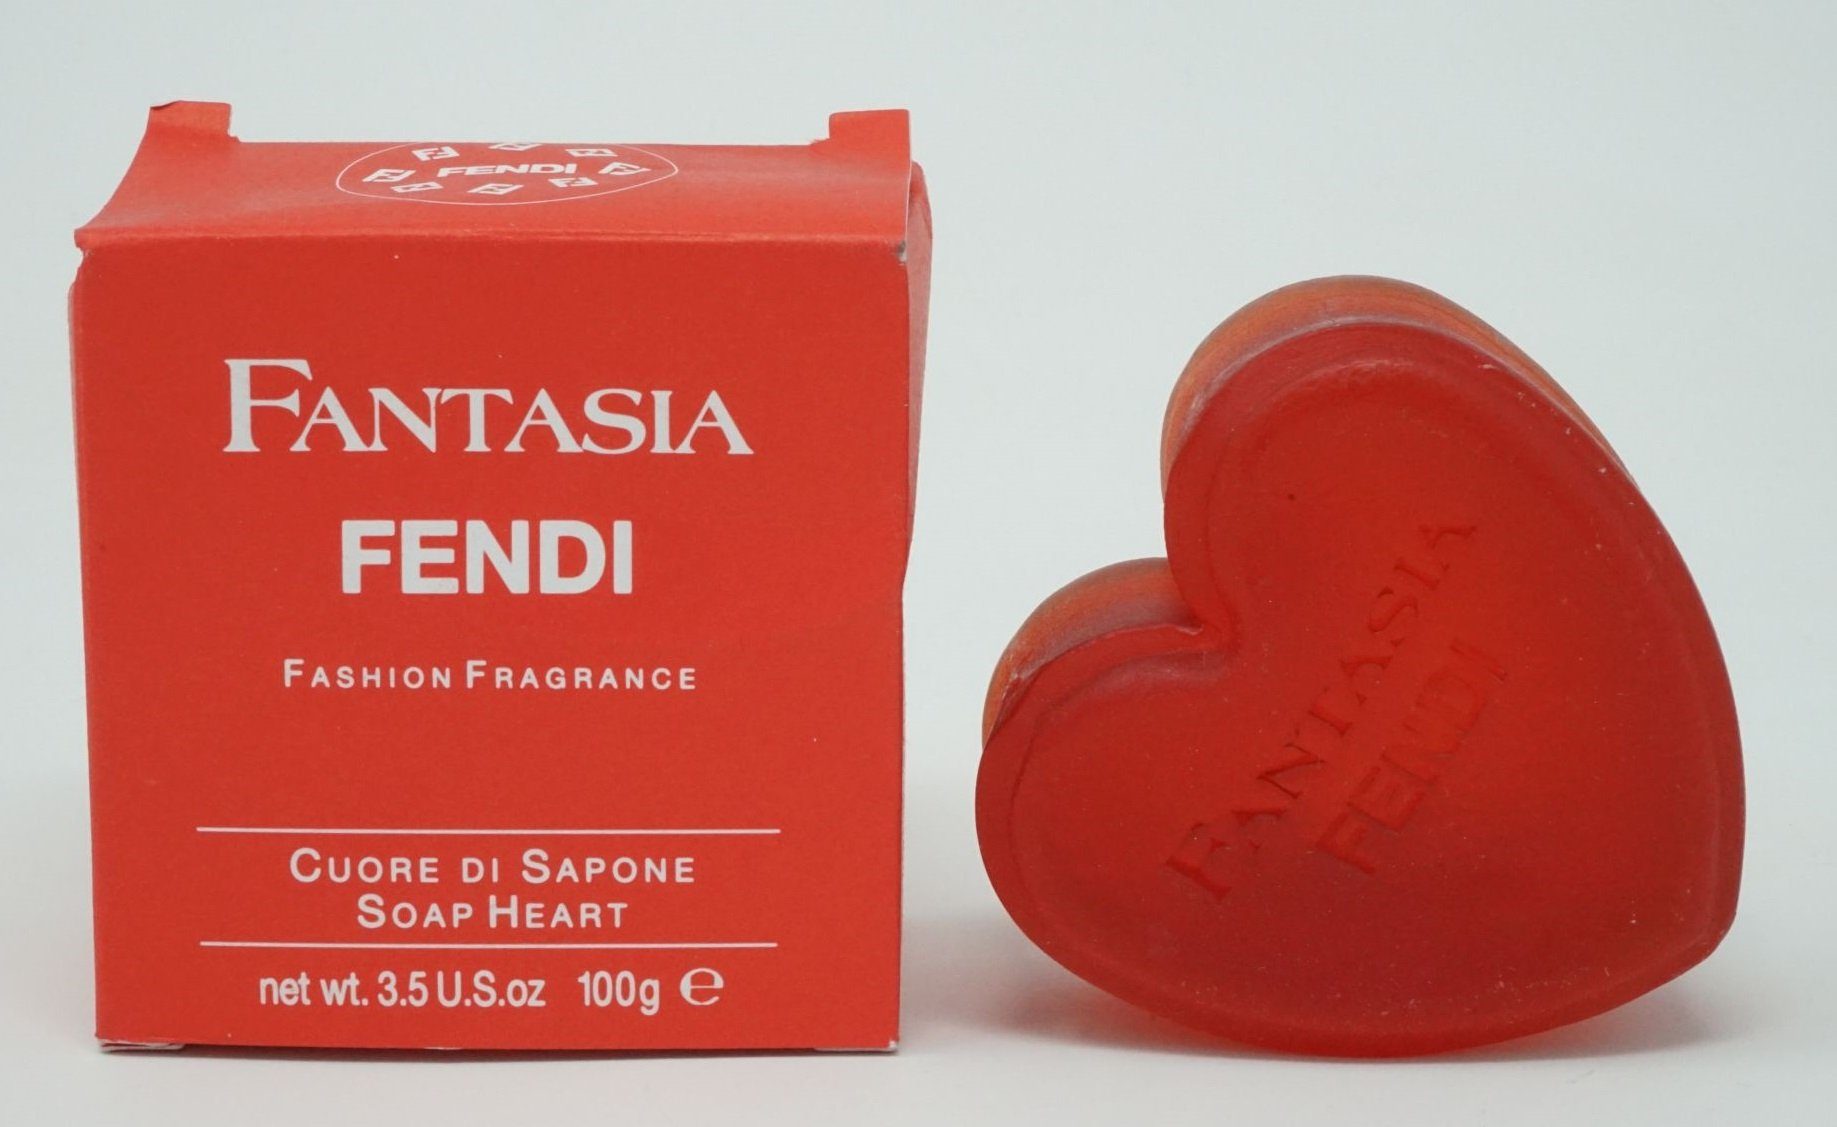 FENDI
FANTASIA
FENDI
FASHION FRAGRANCE
CUORE DI SAPONE
SOAP HEART
net wt. 3.5 U.S.oz 100g ℮
FANTASIA
FENDI